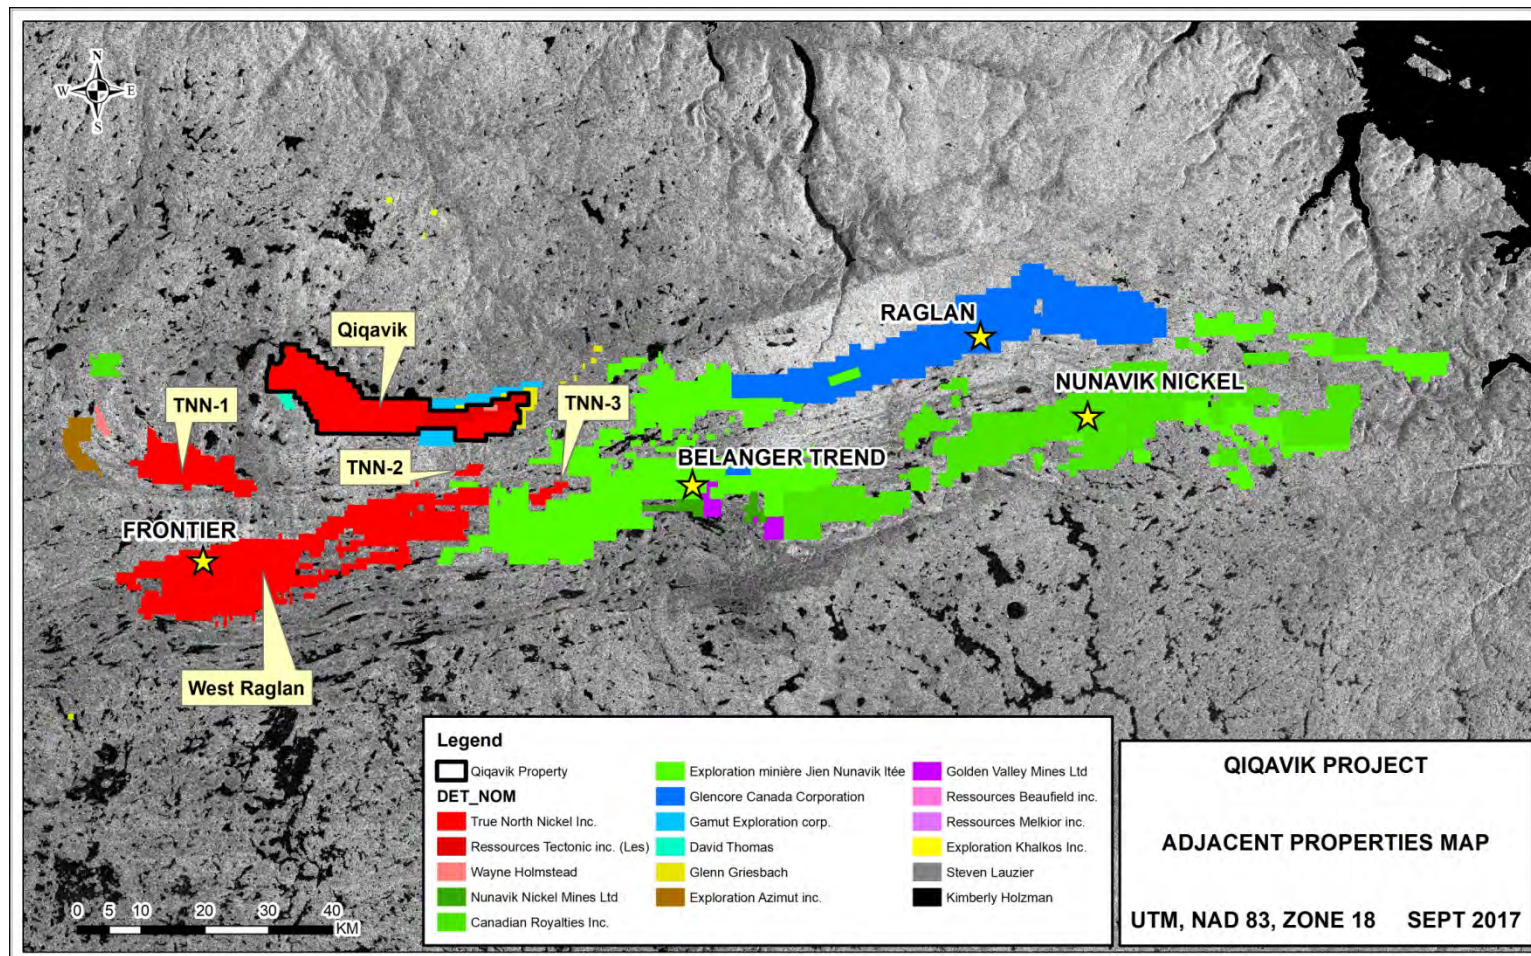 N
W E
S
Qiqavik
RAGLAN
NUNAVIK NICKEL
TNN-1
TNN-3
TNN-2
BELANGER TREND
FRONTIER
West Raglan
Legend
Qiqavik Property
DET_NOM
True North Nickel Inc.
Ressources Tectonic inc. (Les)
Wayne Holmstead
Nunavik Nickel Mines Ltd
Canadian Royalties Inc.
Exploration minière Jien Nunavik ltée
Glencore Canada Corporation
Gamut Exploration corp.
David Thomas
Glenn Griesbach
Exploration Azimut inc.
Golden Valley Mines Ltd
Ressources Beaufield inc.
Ressources Melkior inc.
Exploration Khalkos Inc.
Steven Lauzier
Kimberly Holzman
0 5 10 20 30 40
KM
QIQAVIK PROJECT
ADJACENT PROPERTIES MAP
UTM, NAD 83, ZONE 18 SEPT 2017